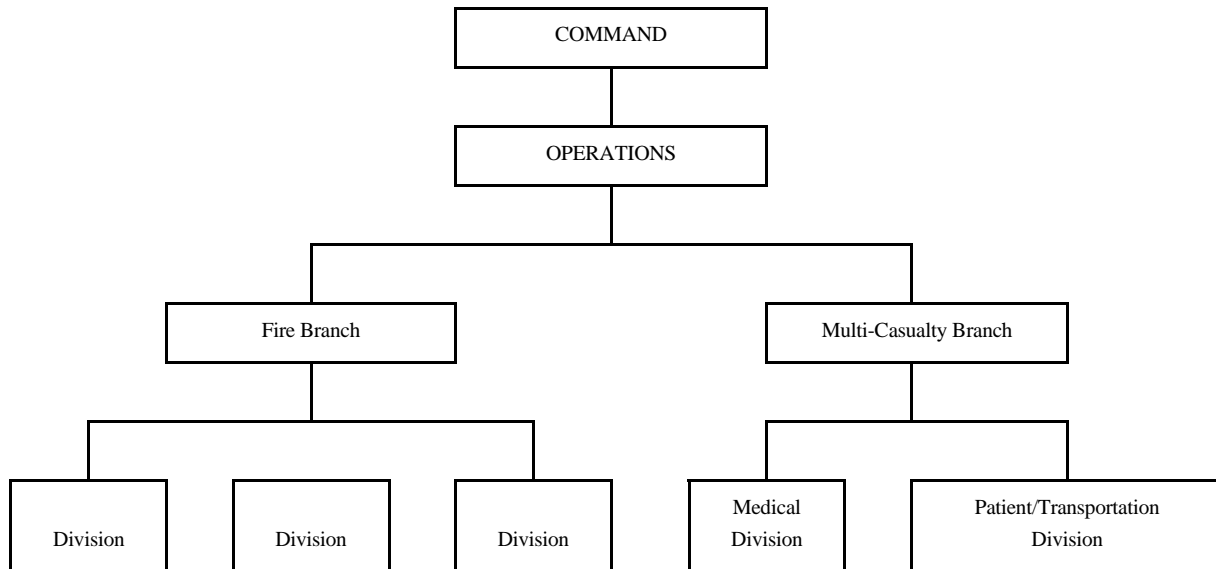 COMMAND
OPERATIONS
Fire Branch
Multi-Casualty Branch
Division
Division
Division
Medical
Division
Patient/Transportation
Division